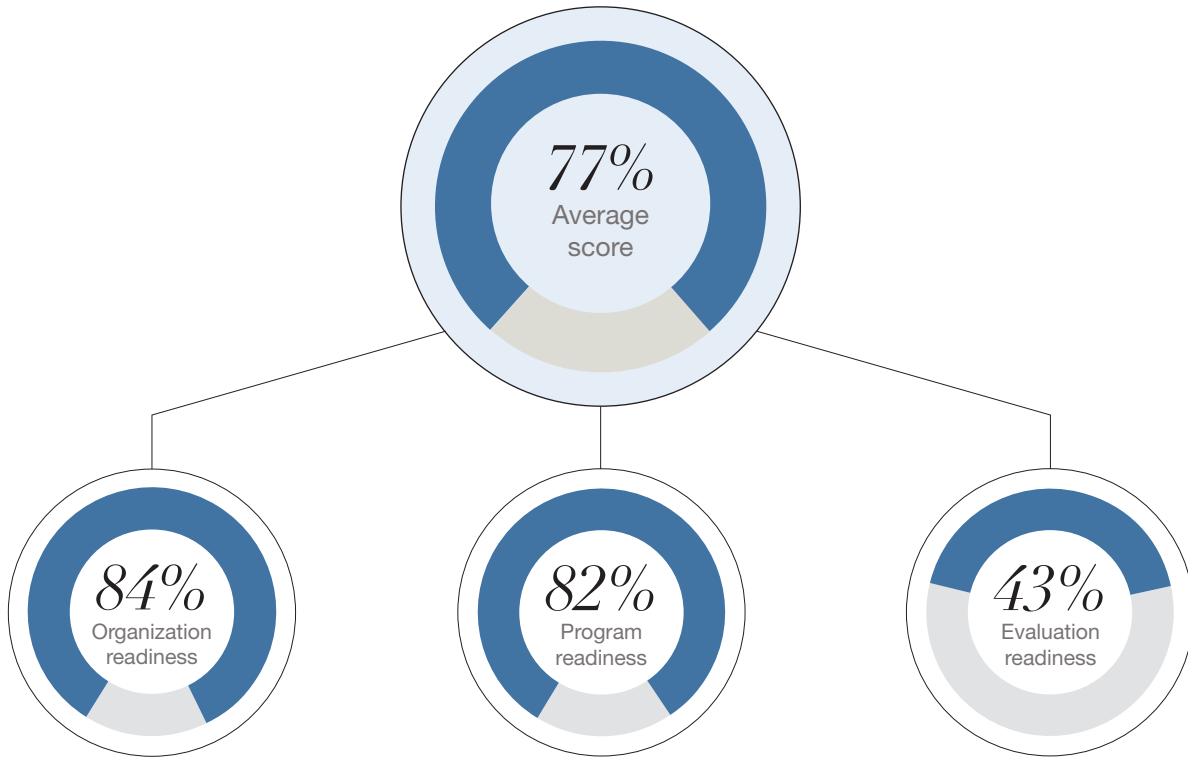 77%
Average
score
84%
Organization
readiness
82%
Program
readiness
43%
Evaluation
readiness